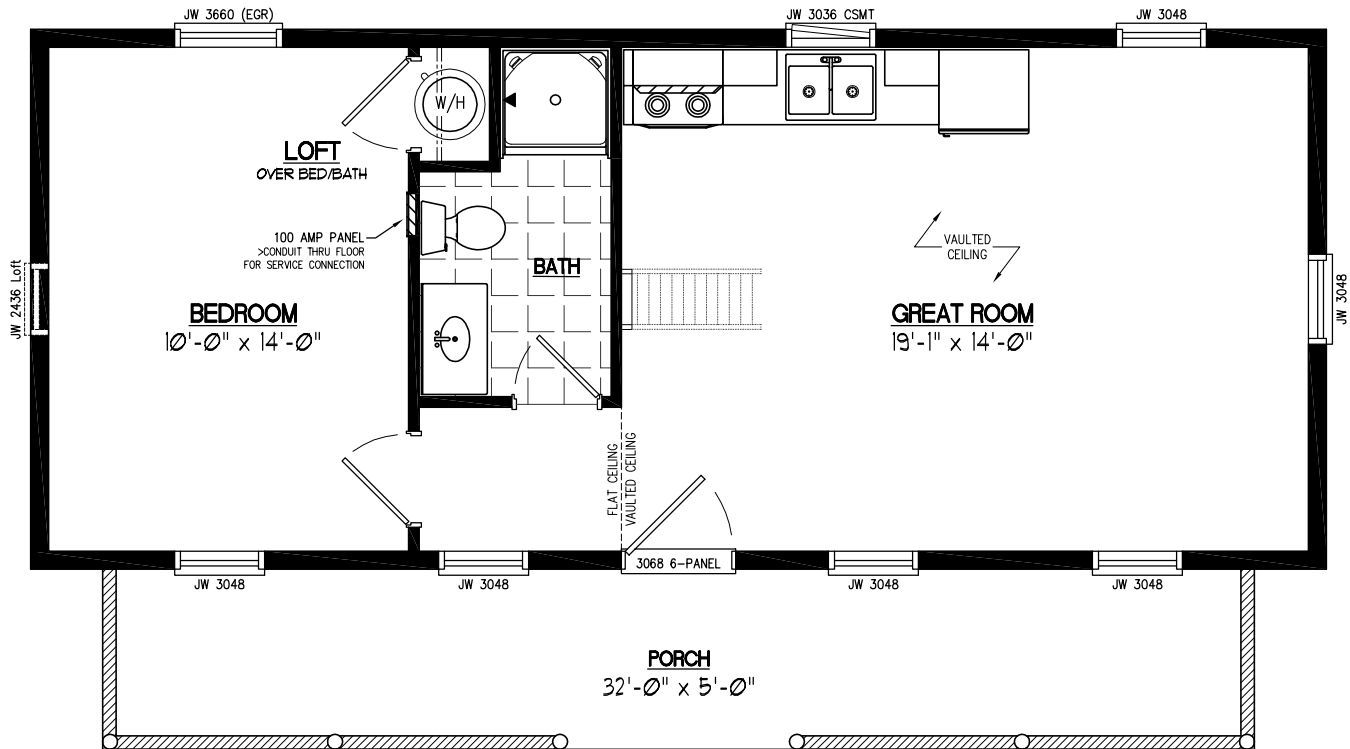 JW 3660 (EGR)
JW 3036 CSMT
JW 3048
W/H
LOFT
OVER BED/BATH
100 AMP PANEL
>CONDUIT THRU FLOOR
FOR SERVICE CONNECTION
VAULTED
CEILING
BATH
JW 2436 Loft
BEDROOM
10'-0" x 14'-0"
GREAT ROOM
19'-1" x 14'-0"
JW 3048
FLAT CEILING
VAULTED CEILING
3068 6-PANEL
JW 3048
JW 3048
JW 3048
JW 3048
PORCH
32'-0" x 5'-0"